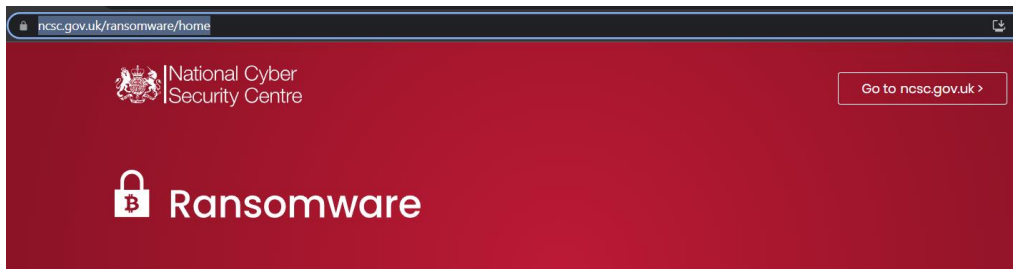 ncsc.gov.uk/ransomware/home
National Cyber
Security Centre
Go to ncsc.gov.uk >
Ransomware